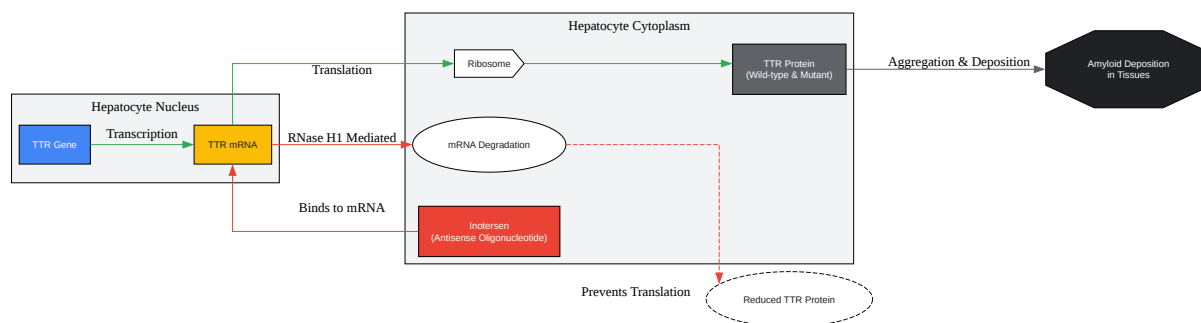 Hepatocyte Cytoplasm
Ribosome
TTR Protein
(Wild-type & Mutant)
Aggregation & Deposition
Amyloid Deposition
in Tissues
Translation
Hepatocyte Nucleus
TTR Gene
Transcription
TTR mRNA
RNase H1 Mediated
mRNA Degradation
Binds to mRNA
Inotersen
(Antisense Oligonucleotide)
Prevents Translation
Reduced TTR Protein